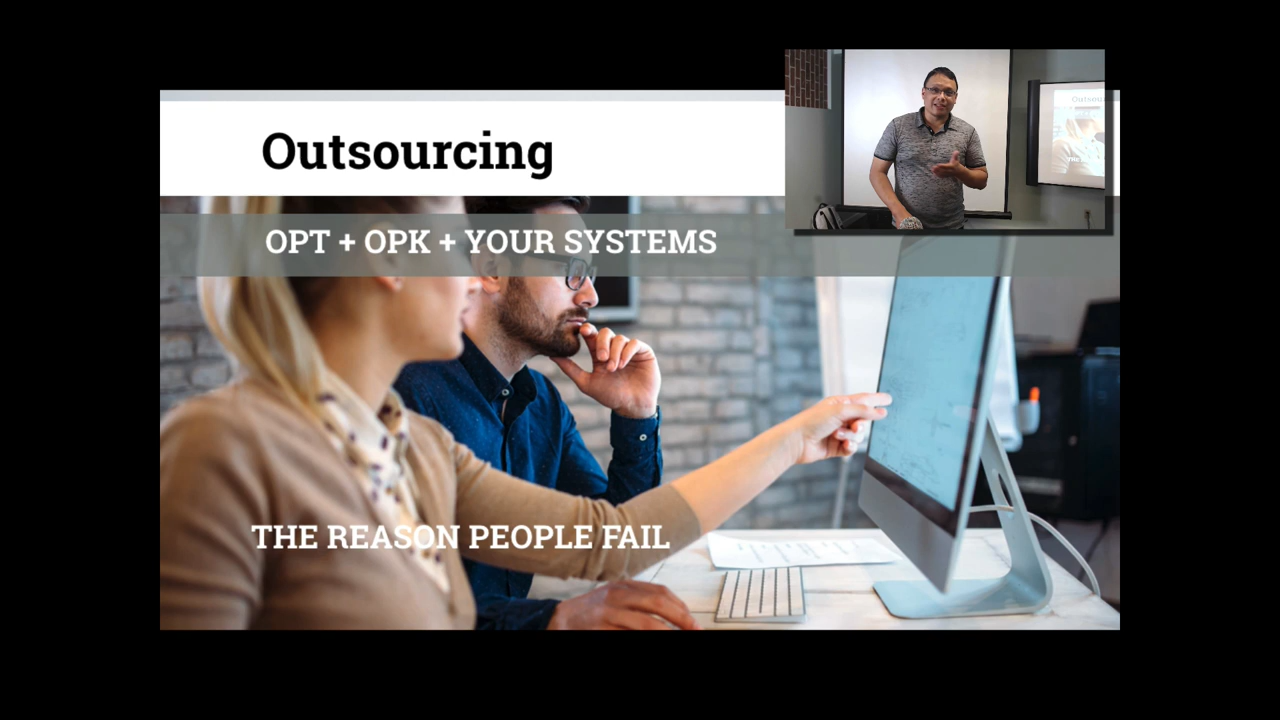 Outsourcing
OPT + OPK + YOUR SYSTEMS
THE REASON PEOPLE FAIL